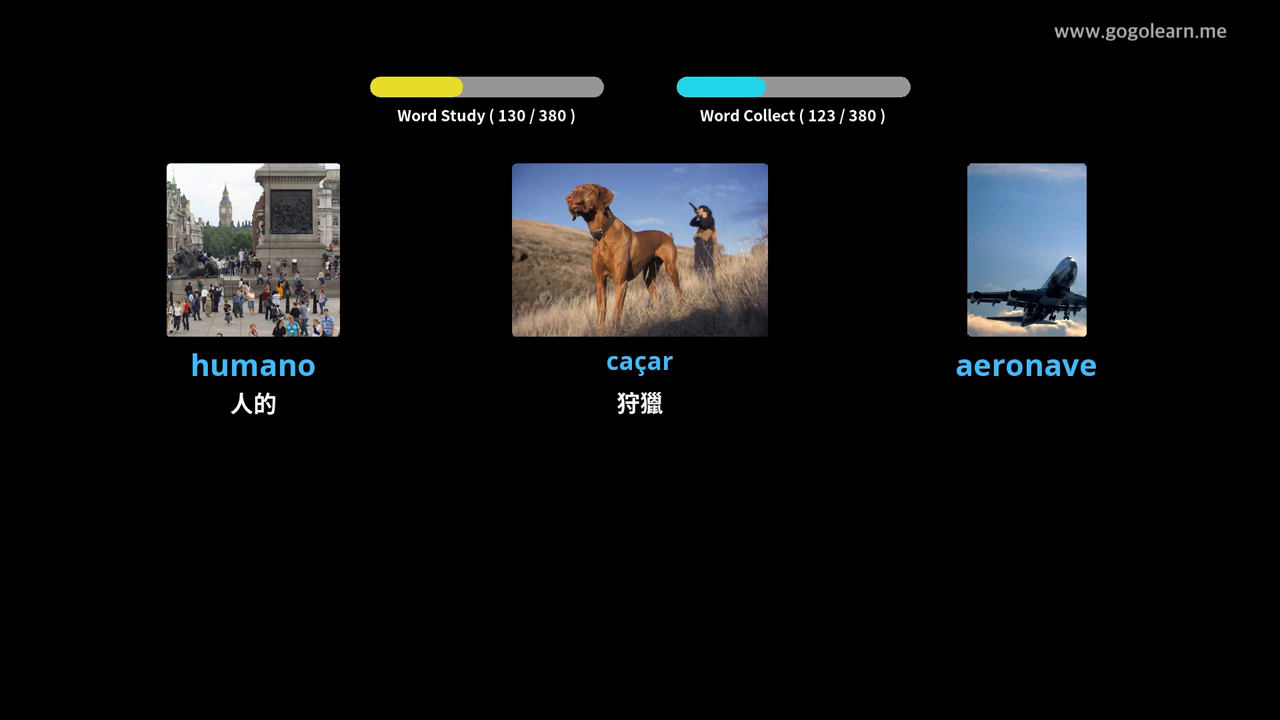 www.gogolearn.me
Word Study ( 130 / 380 )
Word Collect ( 123 / 380 )
humano
caçar
aeronave
人的
狩獵